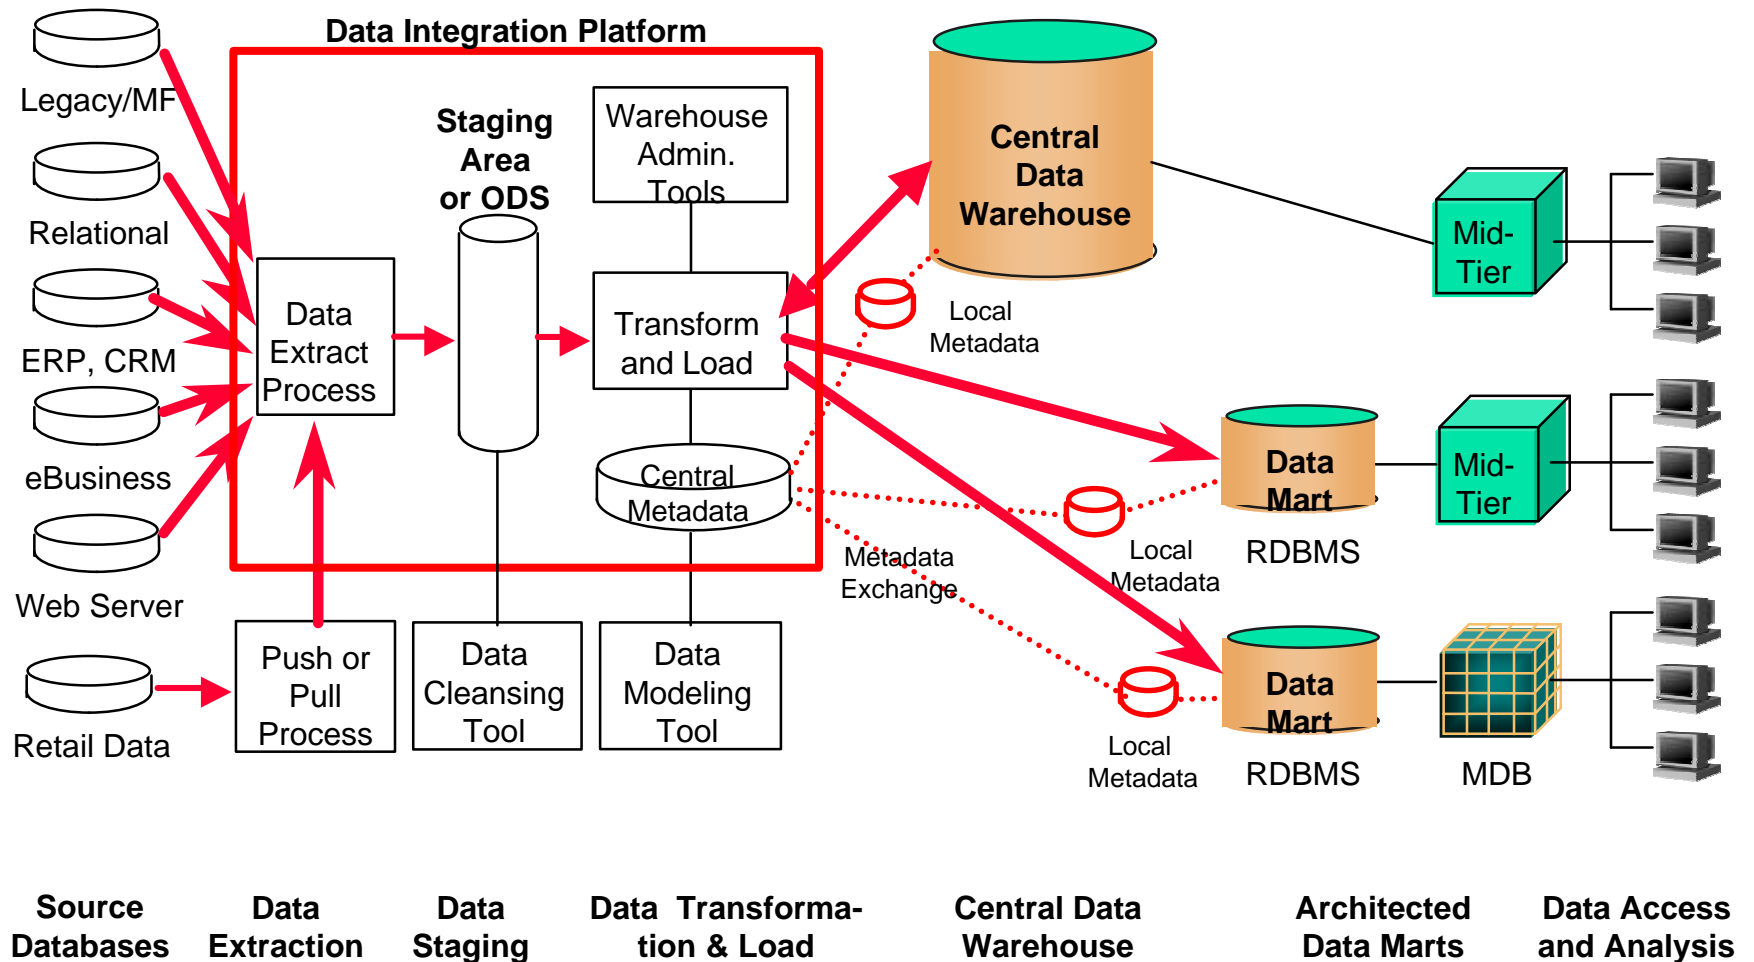 Data Integration Platform
Legacy/MF
Relational
ERP, CRM
eBusiness
Web Server
Retail Data
Data
Extract
Process
Push or
Pull
Process
Staging
Area
or ODS
Data
Cleansing
Tool
Warehouse
Admin.
Tools
Transform
and Load
Central
Metadata
Data
Modeling
Tool
Central
Data
Warehouse
Local
Metadata
Metadata
Exchange
Local
Metadata
Local
Metadata
Data
Mart
RDBMS
Data
Mart
RDBMS
Mid-
Tier
Mid-
Tier
MDB
Source
Databases
Data
Extraction
Data
Staging
Data Transforma-
tion & Load
Central Data
Warehouse
Architected
Data Marts
Data Access
and Analysis